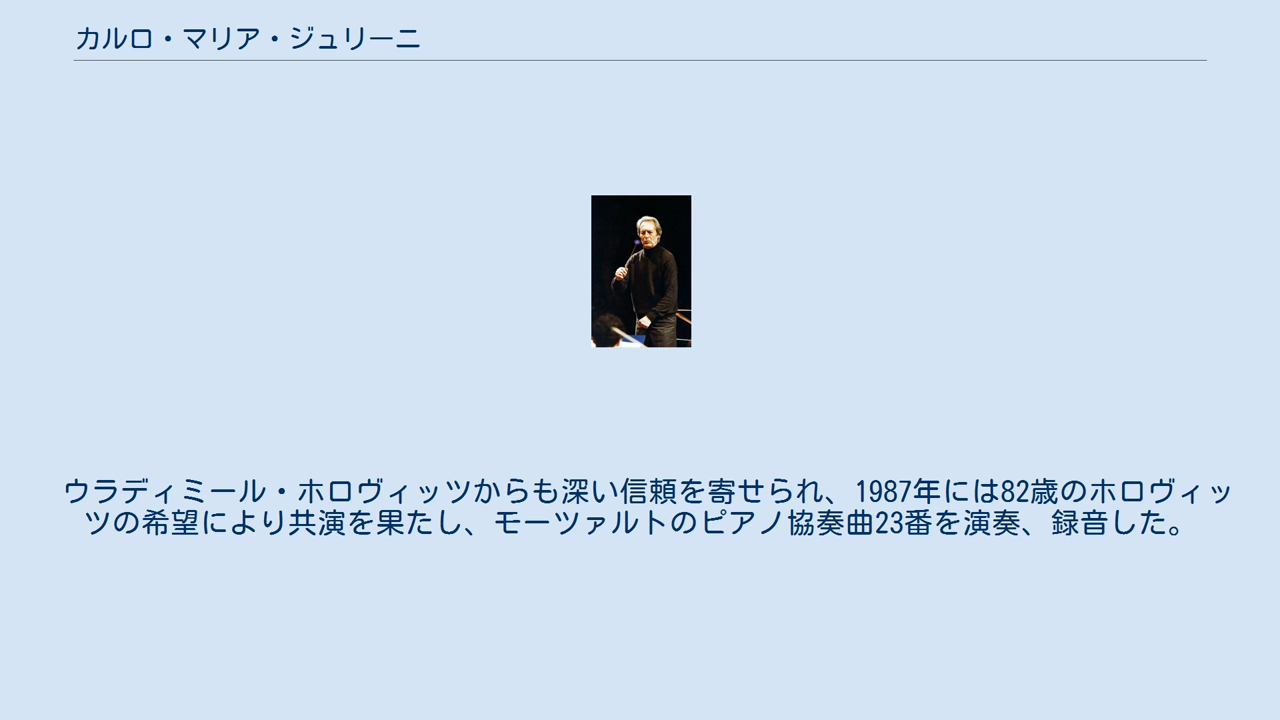 カルロ・マリア・ジュリーニ
ウラディミール・ホロヴィッツからも深い信頼を寄せられ、1987年には82歳のホロヴィッ
ツの希望により共演を果たし、モーツァルトのピアノ協奏曲23番を演奏、録音した。